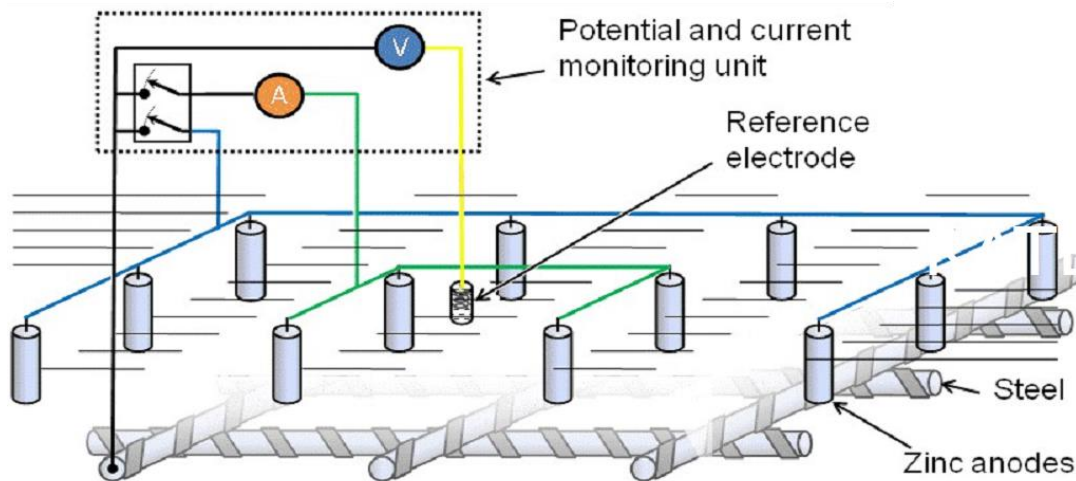 V
Potential and current
monitoring unit
A
Reference
electrode
Steel
Zinc anodes